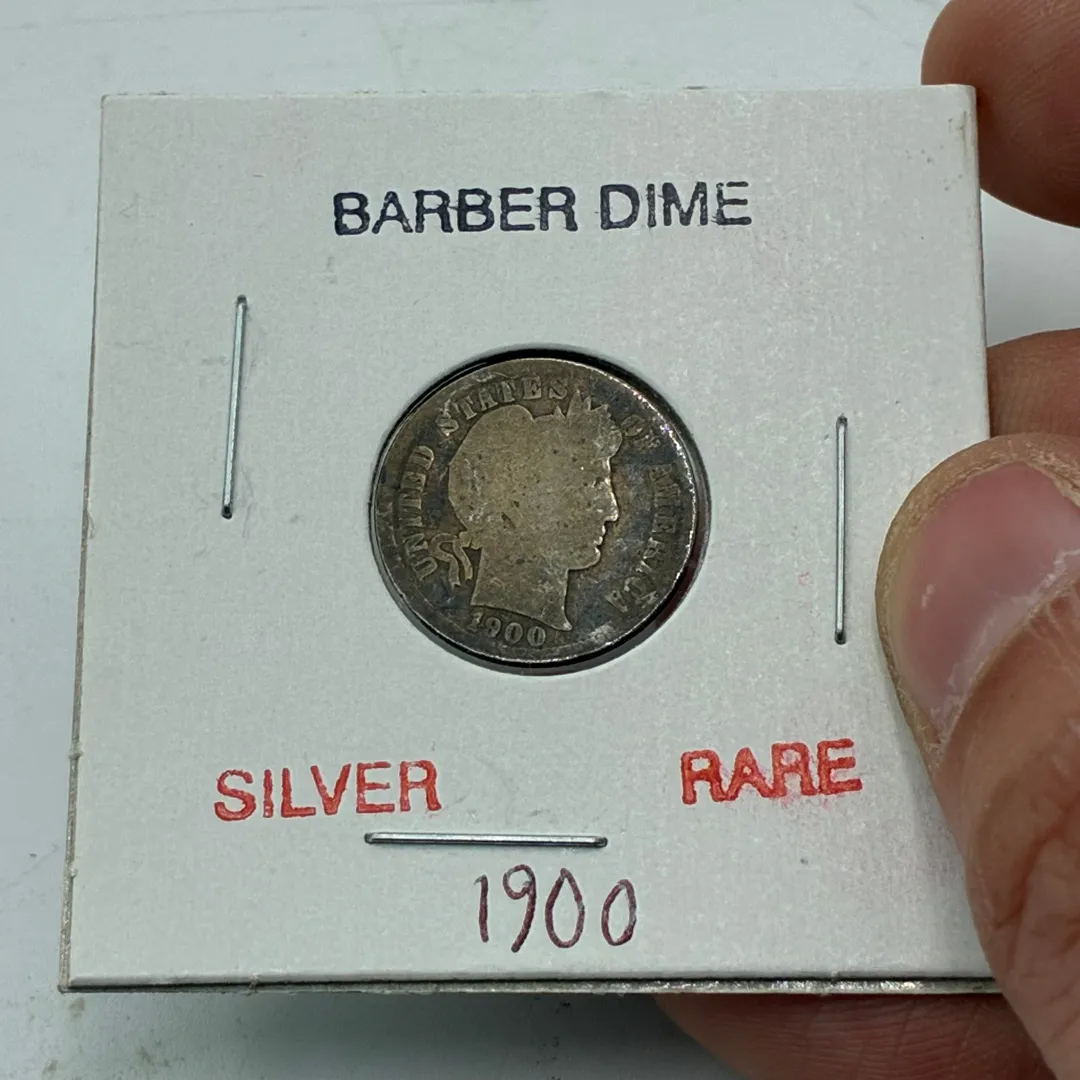 BARBER DIME
UNITED STATES OF AMERICA
1900
SILVER RARE
1900